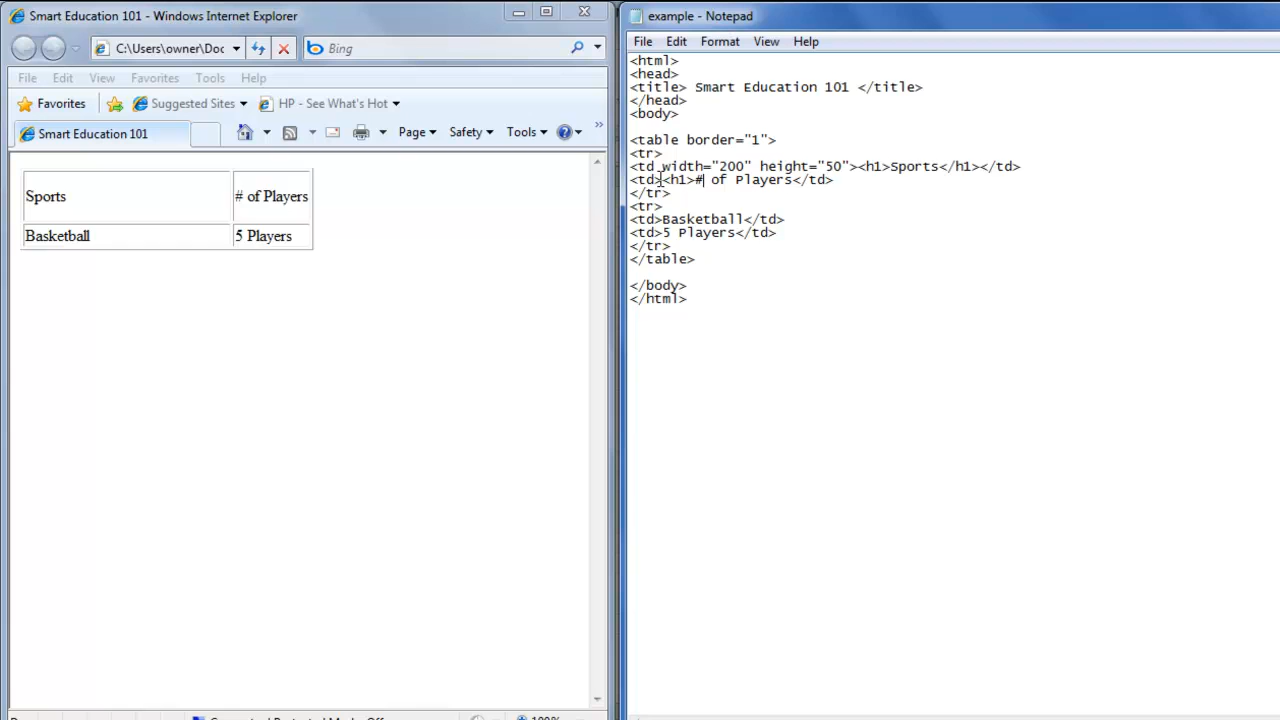 Smart Education 101 - Windows Internet Explorer
C:\Users\owner\Doc
Bing
File Edit View Favorites Tools Help
Favorites Suggested Sites HP - See What's Hot
Smart Education 101 Page Safety Tools
Sports # of Players
Basketball 5 Players
100%
example - Notepad
File Edit Format View Help
<html>
<head>
<title> Smart Education 101 </title>
</head>
<body>
<table border="1">
<tr>
<td width="200" height="50"><h1>Sports</h1></td>
<td><h1># of Players</td>
</tr>
<tr>
<td>Basketball</td>
<td>5 Players</td>
</tr>
</table>
</body>
</html>